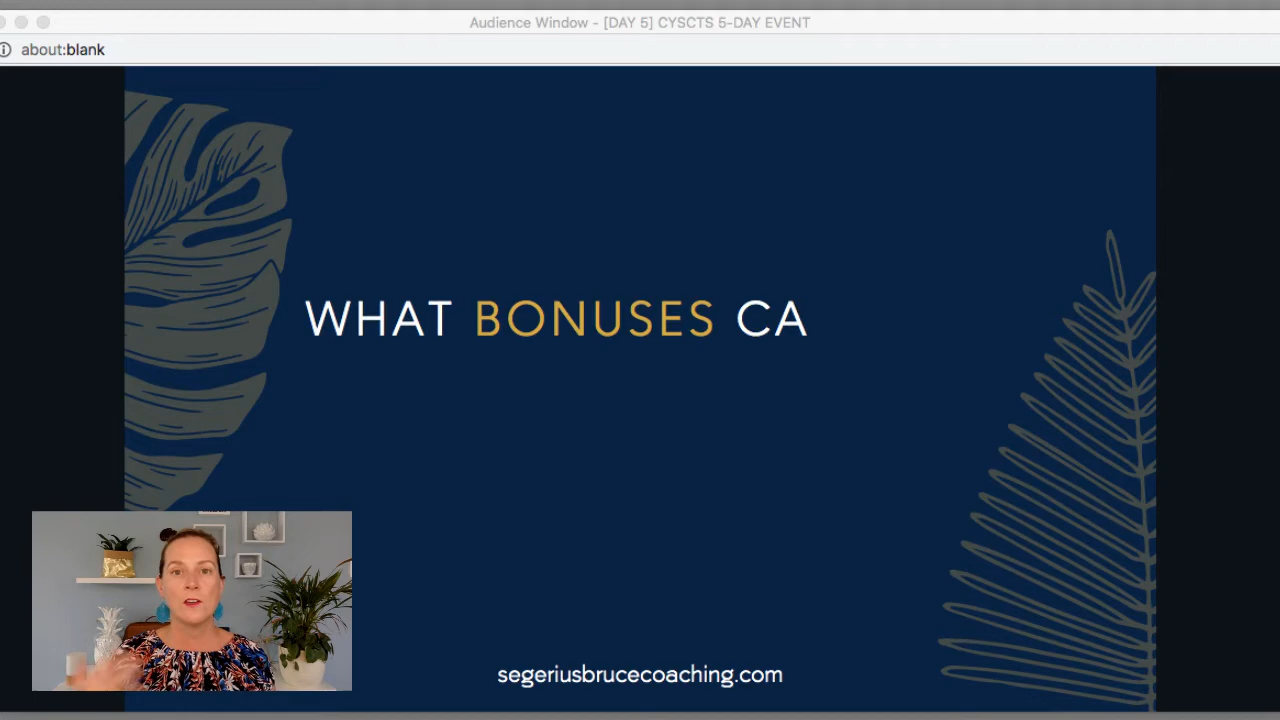 Audience Window - [DAY 5] CYSCTS 5-DAY EVENT
about:blank
WHAT BONUSES CA
segeriusbrucecoaching.com